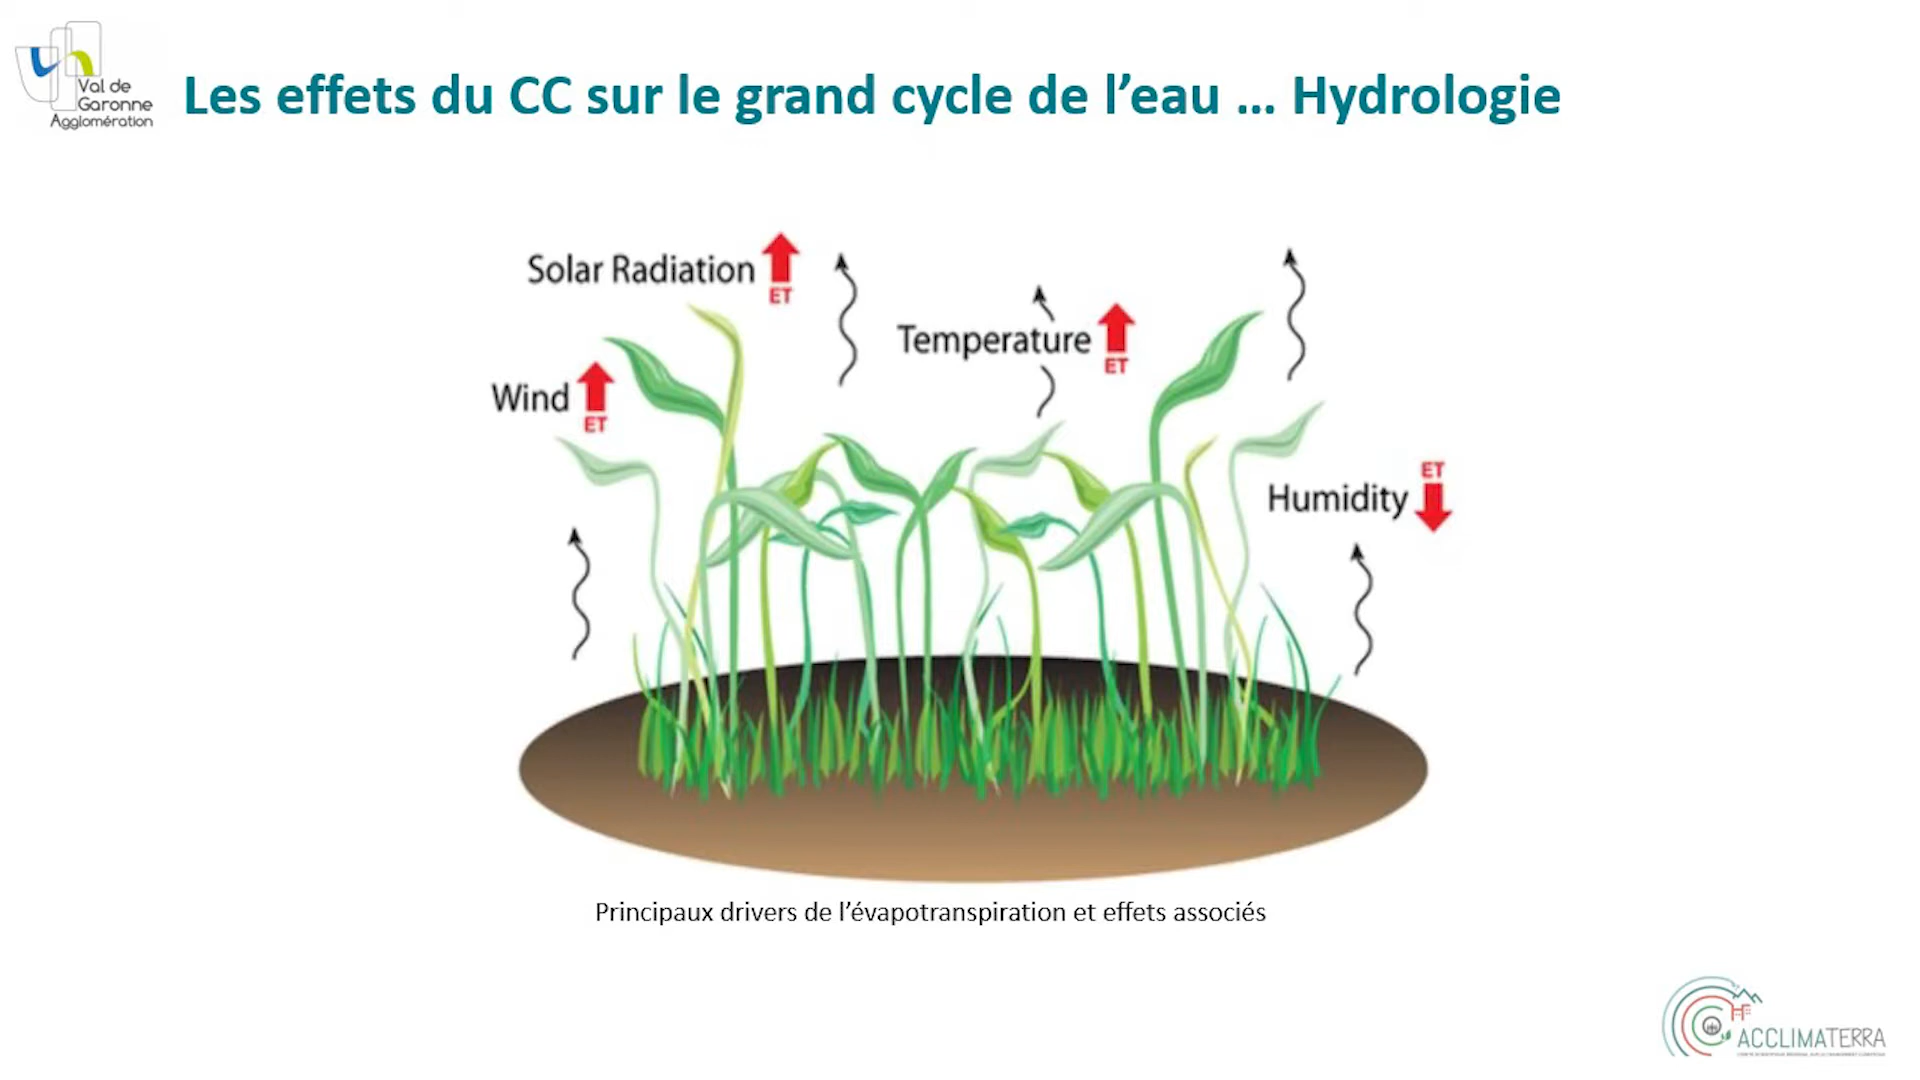 Val de
Garonne
Agglomération
Les effets du CC sur le grand cycle de l’eau ... Hydrologie
Solar Radiation
ET
Temperature
ET
Wind
ET
ET
Humidity
Principaux drivers de l’évapotranspiration et effets associés
ACCLIMATERRA